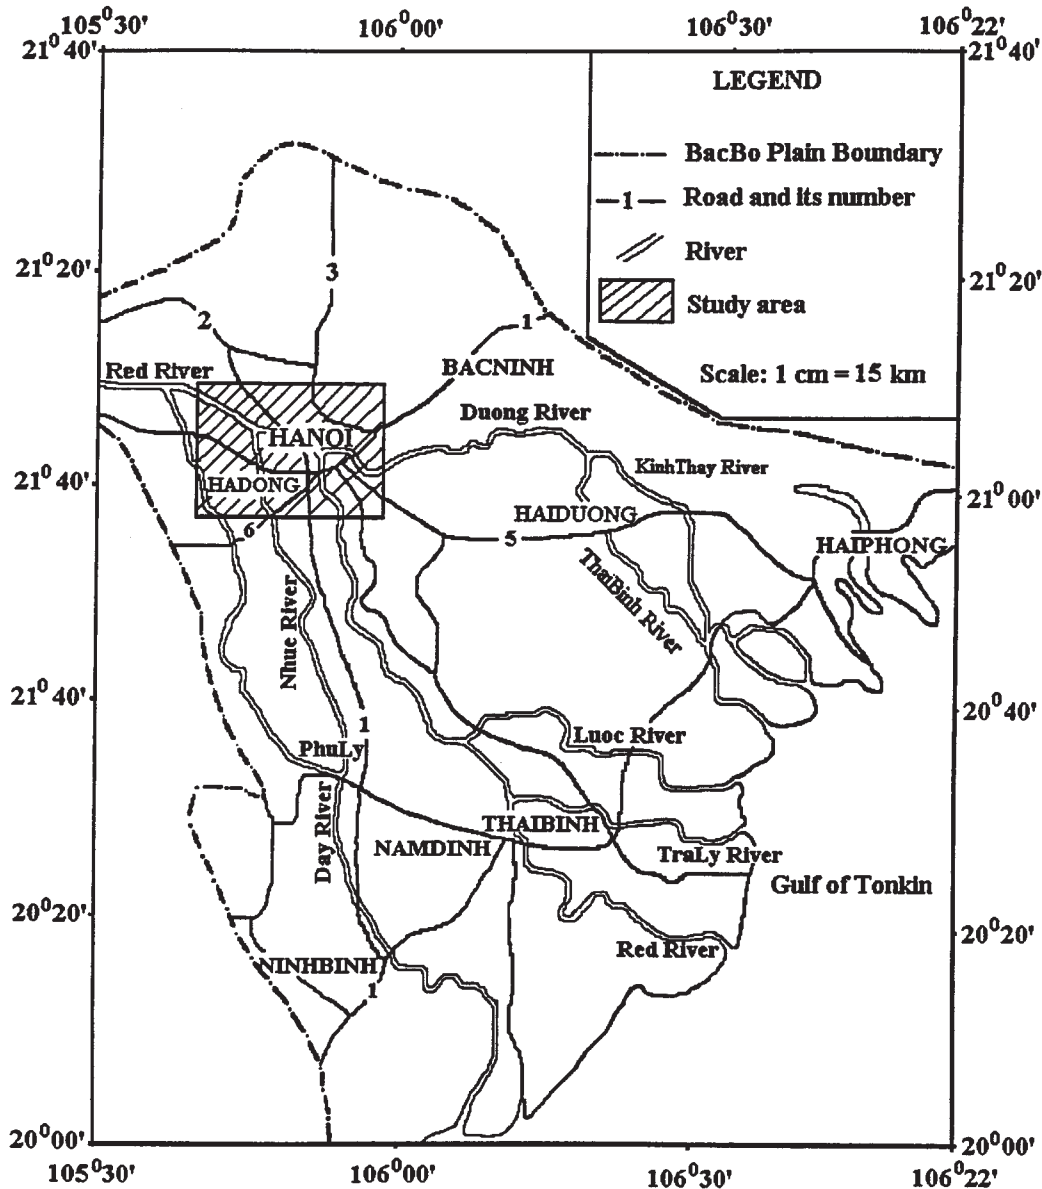 105⁰30' 106⁰00' 106⁰30' 106⁰22'
21⁰40' 21⁰40'
LEGEND
BacBo Plain Boundary
1 Road and its number
River
Study area
Scale: 1 cm = 15 km
21⁰20' 21⁰20'
3
2
1
BACNINH
Red River
Duong River
HANOI
KinhThay River
21⁰40' 21⁰00'
HADONG
HAIDUONG
6
5
HAIPHONG
ThaiBinh River
Nhue River
21⁰40' 20⁰40'
1
Luoc River
PhuLy
Day River
THAIBINH
NAMDINH
TraLy River
Gulf of Tonkin
20⁰20' 20⁰20'
Red River
NINHBINH
1
20⁰00' 20⁰00'
105⁰30' 106⁰00' 106⁰30' 106⁰22'